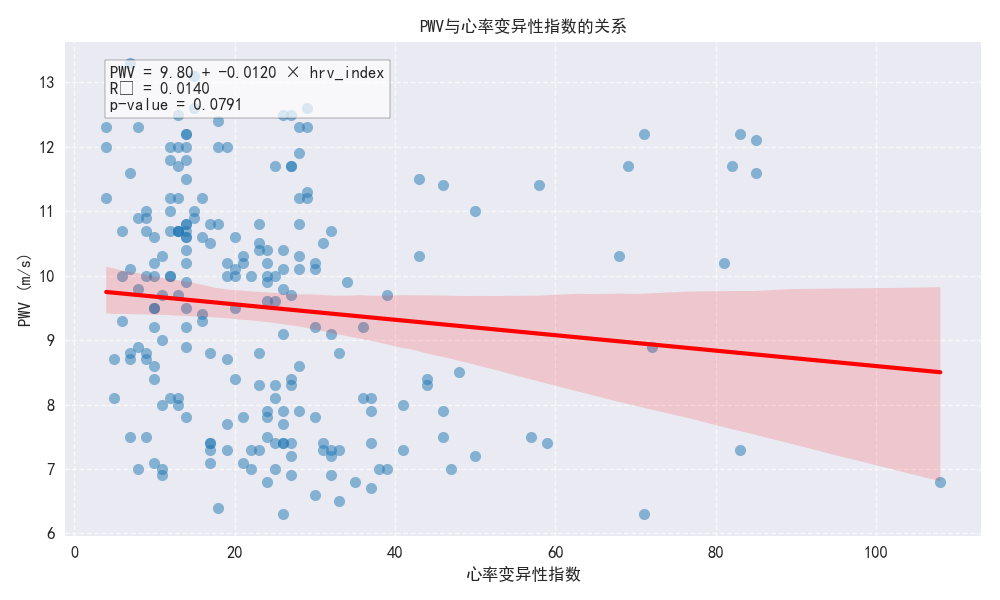 PWV与心率变异性指数的关系
PWV = 9.80 + -0.0120 × hrv_index
R□ = 0.0140
p-value = 0.0791
PWV (m/s)
13
12
11
10
9
8
7
6
0
20
40
60
80
100
心率变异性指数